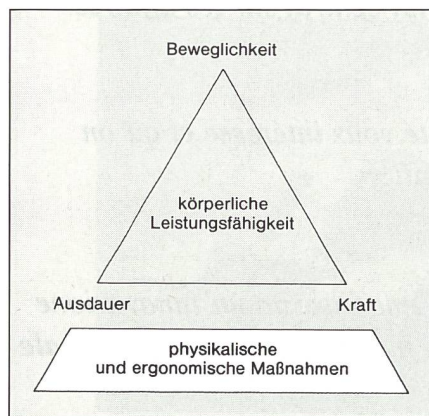 Beweglichkeit
körperliche
Leistungsfähigkeit
Ausdauer Kraft
physikalische
und ergonomische Maßnahmen